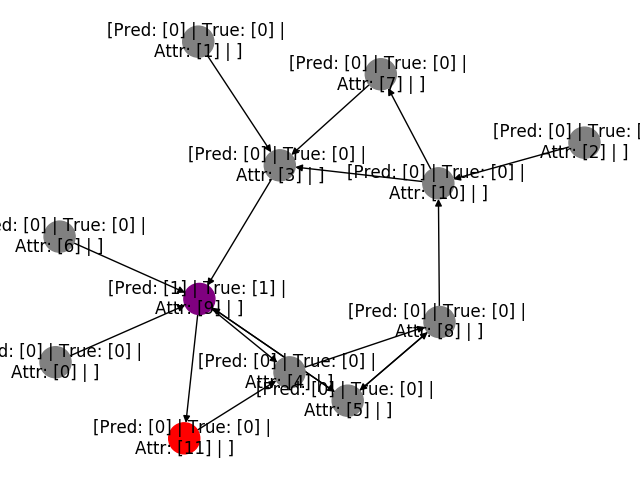 [Pred: [0] | True: [0] |
Attr: [1] | ]
[Pred: [0] | True: [0] |
Attr: [7] | ]
[Pred: [0] | True: [
Attr: [2] | ]
[Pred: [0] | True: [0] |
Attr: [3] | ]
[Pred: [0] | True: [0] |
Attr: [10] | ]
ed: [0] | True: [0] |
Attr: [6] | ]
[Pred: [1] | True: [1] |
Attr: [9] | ]
[Pred: [0] | True: [0] |
Attr: [8] | ]
d: [0] | True: [0] |
Attr: [0] | ]
[Pred: [0] | True: [0] |
Attr: [4] | ]
[Pred: [0] | True: [0] |
Attr: [5] | ]
[Pred: [0] | True: [0] |
Attr: [11] | ]